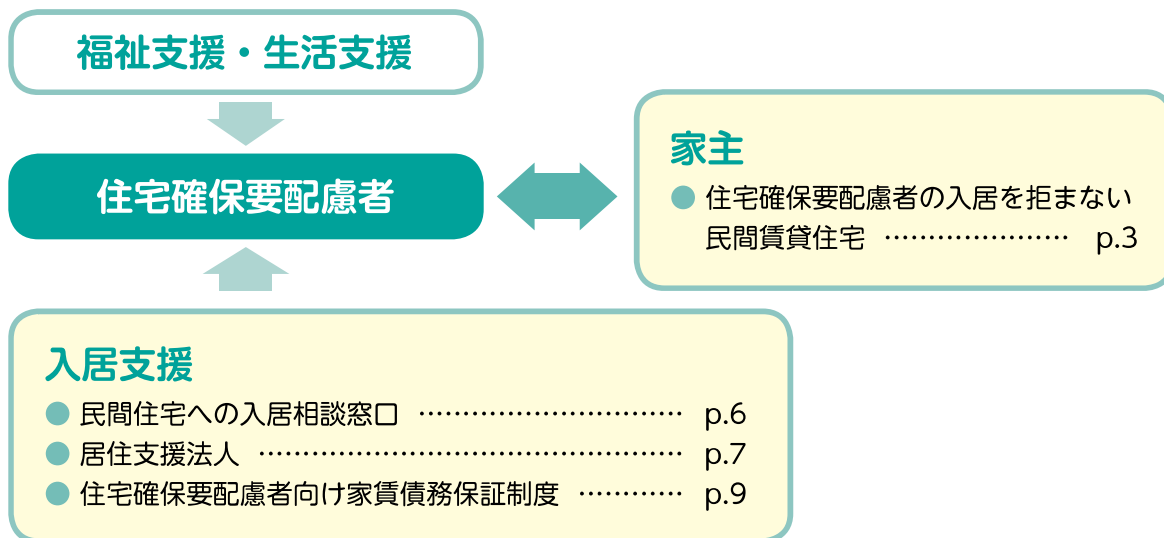 福祉支援・生活支援
住宅確保要配慮者
家主
● 住宅確保要配慮者の入居を拒まない
民間賃貸住宅 ………………… p.3
入居支援
● 民間住宅への入居相談窓口 ………………………… p.6
● 居住支援法人 ………………………………………… p.7
● 住宅確保要配慮者向け家賃債務保証制度 ………… p.9